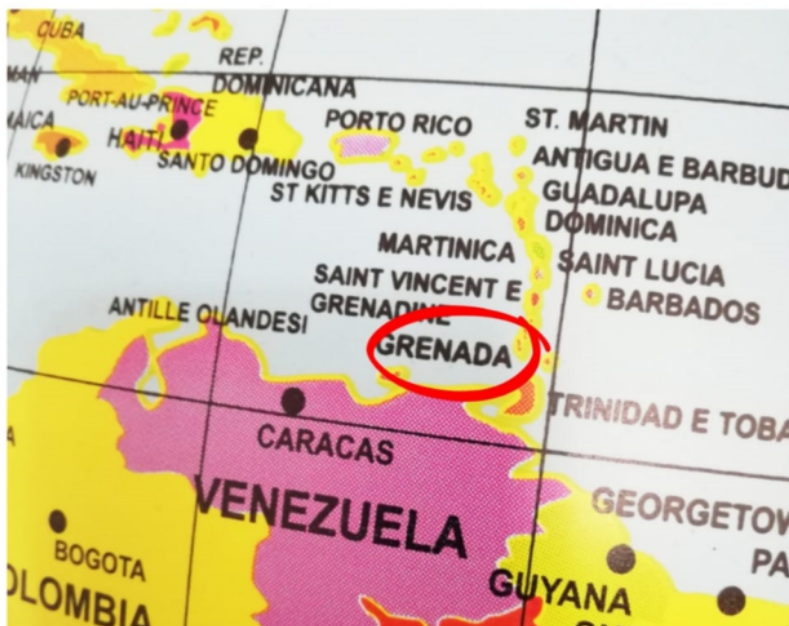 CUBA
REP.
DOMINICANA
PORT-AU-PRINCE
HAITI
KINGSTON
SANTO DOMINGO
PORTO RICO
ST. MARTIN
ANTIGUA E BARBUD
ST KITTS E NEVIS
GUADALUPA
DOMINICA
MARTINICA
SAINT LUCIA
SAINT VINCENT E
GRENADINE
BARBADOS
ANTILLE OLANDESI
GRENADA
TRINIDAD E TOBA
CARACAS
VENEZUELA
GEORGETOW
PA
BOGOTA
OLOMBIA
GUYANA